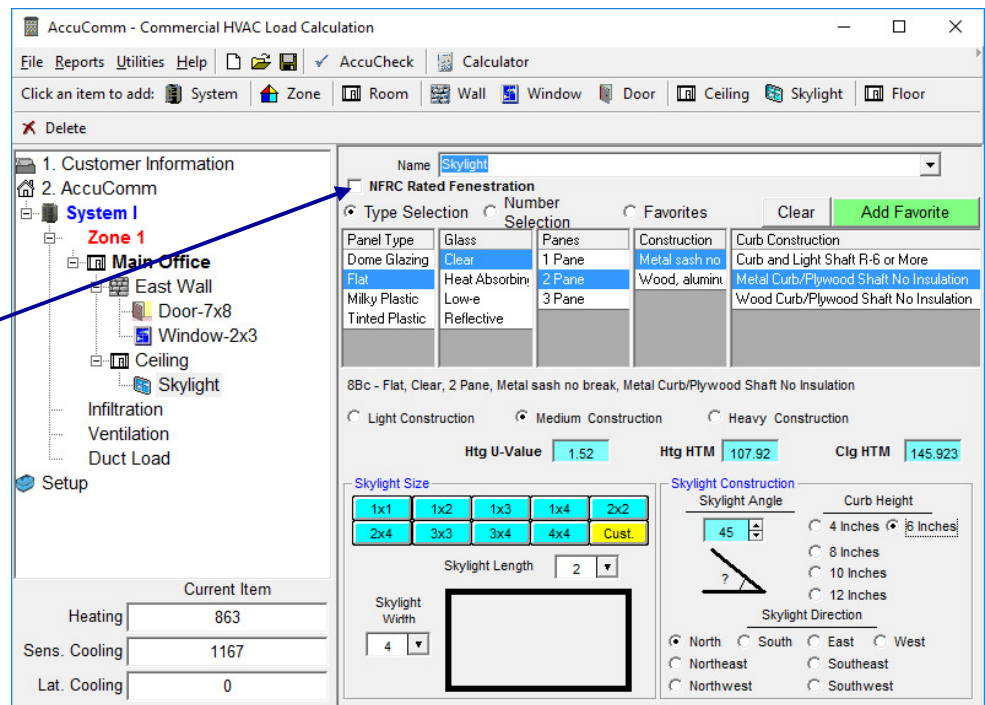 AccuComm - Commercial HVAC Load Calculation
File Reports Utilities Help AccuCheck Calculator
Click an item to add: System Zone Room Wall Window Door Ceiling Skylight Floor
Delete
1. Customer Information
2. AccuComm
System I
Zone 1
Main Office
East Wall
Door-7x8
Window-2x3
Ceiling
Skylight
Infiltration
Ventilation
Duct Load
Setup
Current Item
Heating 863
Sens. Cooling 1167
Lat. Cooling 0
Name Skylight
NFRC Rated Fenestration
Type Selection Number Selection Favorites Clear Add Favorite
Panel Type Glass Panes Construction Curb Construction
Dome Glazing Clear 1 Pane Metal sash no Curb and Light Shaft R-6 or More
Flat Heat Absorbin 2 Pane Wood, alumin Metal Curb/Plywood Shaft No Insulation
Milky Plastic Low-e 3 Pane Wood Curb/Plywood Shaft No Insulation
Tinted Plastic Reflective
8Bc - Flat, Clear, 2 Pane, Metal sash no break, Metal Curb/Plywood Shaft No Insulation
Light Construction Medium Construction Heavy Construction
Htg U-Value 1.52 Htg HTM 107.92 Clg HTM 145.923
Skylight Size
1x1 1x2 1x3 1x4 2x2
2x4 3x3 3x4 4x4 Cust.
Skylight Length 2
Skylight Width
4
Skylight Construction
Skylight Angle Curb Height
45 4 Inches 6 Inches
8 Inches
? 10 Inches
12 Inches
Skylight Direction
North South East West
Northeast Southeast
Northwest Southwest